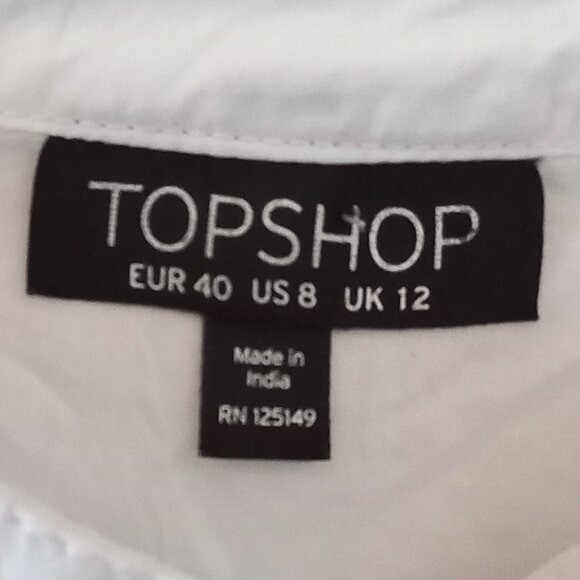 TOPSHOP
EUR 40 US 8 UK 12
Made in
India
RN 125149